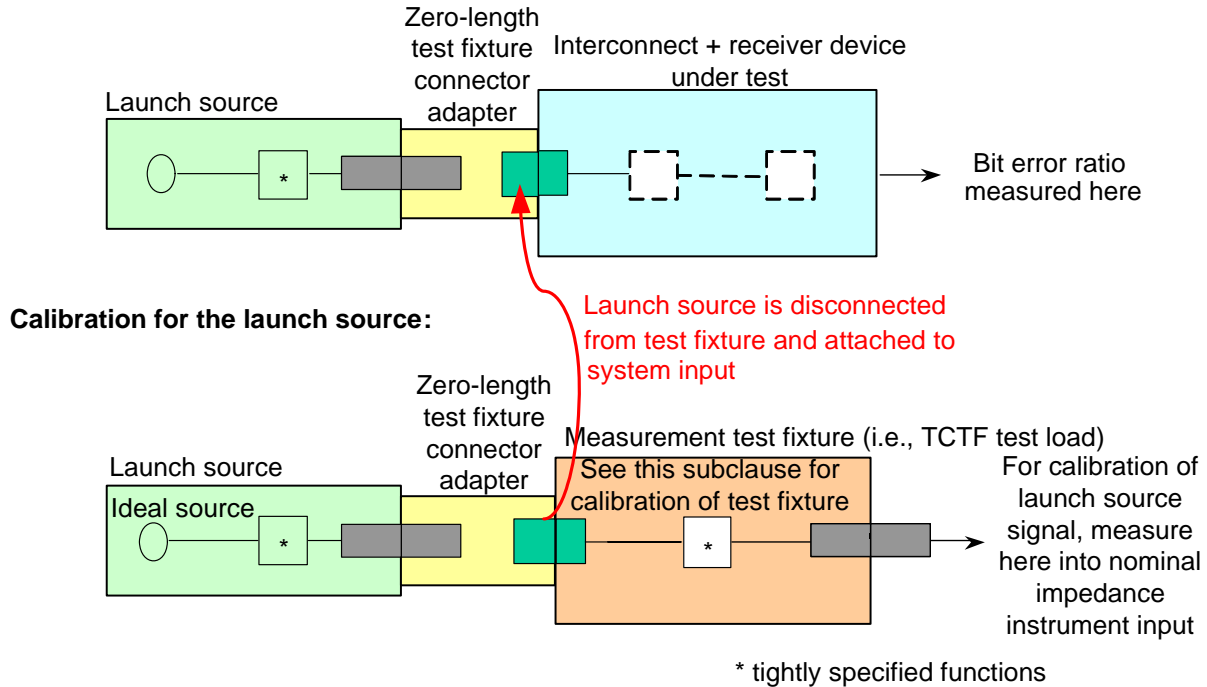 Zero-length
test fixture
connector
adapter
Interconnect + receiver device
under test
Launch source
*
Bit error ratio
measured here
Launch source is disconnected
from test fixture and attached to
system input
Calibration for the launch source:
Zero-length
test fixture
connector
adapter
Measurement test fixture (i.e., TCTF test load)
Launch source
See this subclause for
calibration of test fixture
Ideal source
*
*
For calibration of
launch source
signal, measure
here into nominal
impedance
instrument input
* tightly specified functions